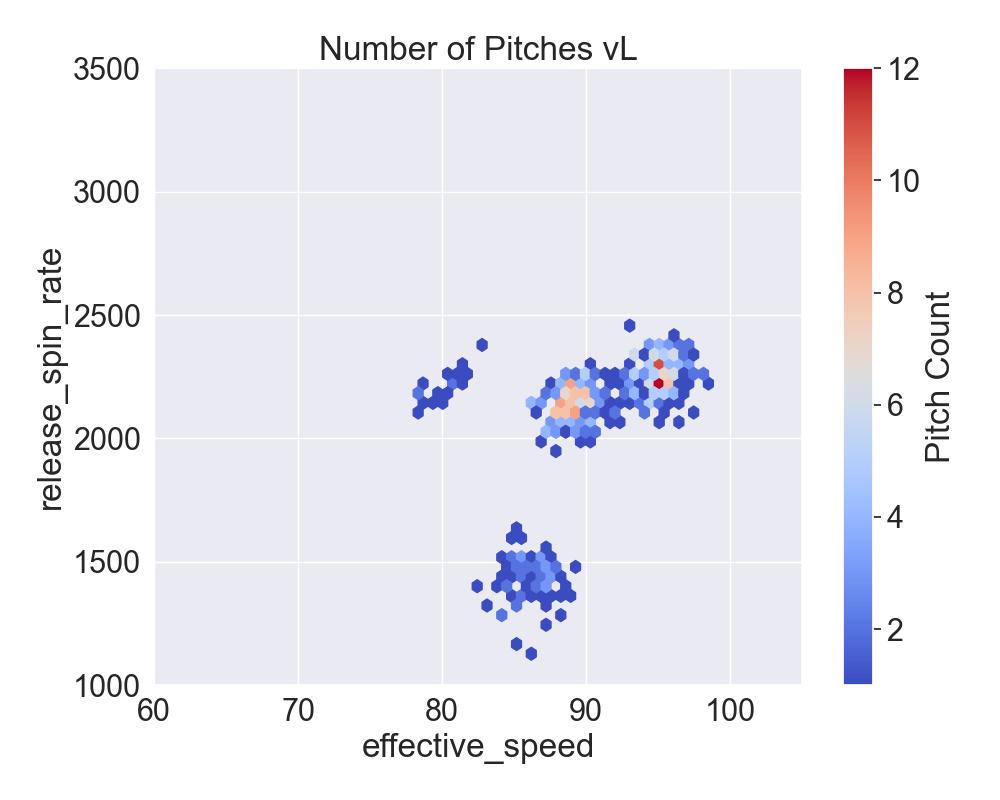 Number of Pitches vL
3500
3000
2500
2000
1500
1000
release_spin_rate
60 70 80 90 100
effective_speed
12
10
8
6
4
2
Pitch Count